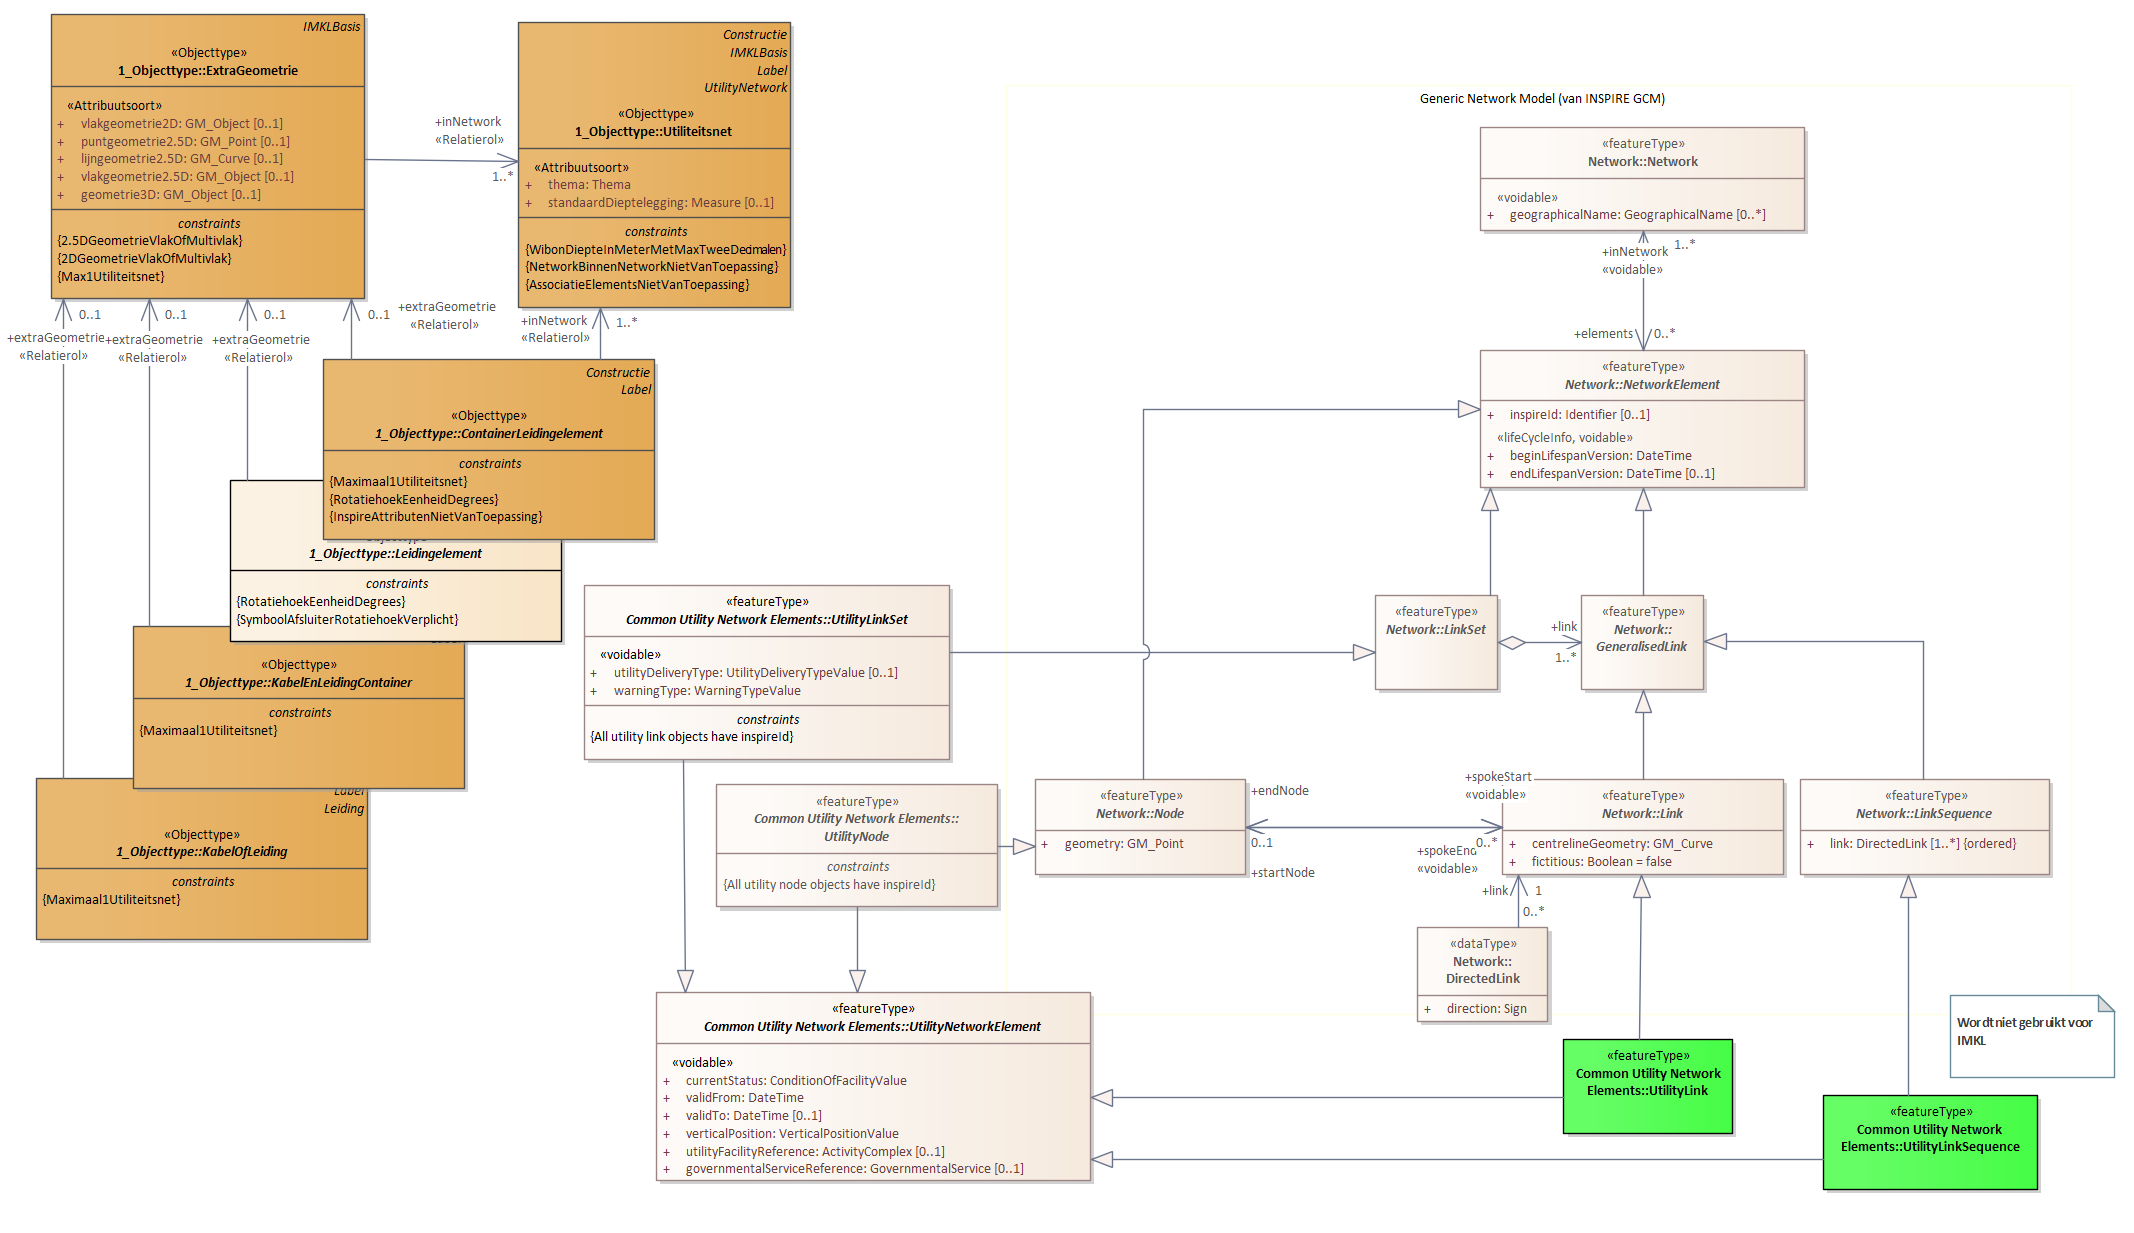 IMKLBasis
«Objecttype»
1_Objecttype::ExtraGeometrie
«Attribuutsoort»
+ vlakgeometrie2D: GM_Object [0..1]
+ puntgeometrie2.5D: GM_Point [0..1]
+ lijngeometrie2.5D: GM_Curve [0..1]
+ vlakgeometrie2.5D: GM_Object [0..1]
+ geometrie3D: GM_Object [0..1]
constraints
{2.5DGeometrieVlakOfMultivlak}
{2DGeometrieVlakOfMultivlak}
{Max1Utiliteitsnet}
+inNetwork
«Relatierol»
1..*
Constructie
IMKLBasis
Label
UtilityNetwork
«Objecttype»
1_Objecttype::Utiliteitsnet
«Attribuutsoort»
+ thema: Thema
+ standaardDieptelegging: Measure [0..1]
constraints
{WibonDiepteInMeterMetMaxTweeDecimalen}
{NetworkBinnenNetworkNietVanToepassing}
{AssociatieElementsNietVanToepassing}
0..1
+extraGeometrie
«Relatierol»
0..1
+extraGeometrie
«Relatierol»
0..1
+extraGeometrie
«Relatierol»
0..1
+extraGeometrie
«Relatierol»
+inNetwork
«Relatierol»
1..*
Constructie
Label
«Objecttype»
1_Objecttype::ContainerLeidingelement
constraints
{Maximaal1Utiliteitsnet}
{RotatiehoekEenheidDegrees}
{InspireAttributenNietVanToepassing}
1_Objecttype::Leidingelement
constraints
{RotatiehoekEenheidDegrees}
{SymboolAfsluiterRotatiehoekVerplicht}
«Objecttype»
1_Objecttype::KabelEnLeidingContainer
constraints
{Maximaal1Utiliteitsnet}
Label
Leiding
«Objecttype»
1_Objecttype::KabelOfLeiding
constraints
{Maximaal1Utiliteitsnet}
Generic Network Model (van INSPIRE GCM)
«featureType»
Network::Network
«voidable»
+ geographicalName: GeographicalName [0..*]
+inNetwork
«voidable»
1..*
+elements
0..*
«featureType»
Network::NetworkElement
+ inspireId: Identifier [0..1]
«lifeCycleInfo, voidable»
+ beginLifespanVersion: DateTime
+ endLifespanVersion: DateTime [0..1]
«featureType»
Common Utility Network Elements::UtilityLinkSet
«voidable»
+ utilityDeliveryType: UtilityDeliveryTypeValue [0..1]
+ warningType: WarningTypeValue
constraints
{All utility link objects have inspireId}
«featureType»
Network::LinkSet
+link
1..*
«featureType»
Network::
GeneralisedLink
«featureType»
Common Utility Network Elements::
UtilityNode
constraints
{All utility node objects have inspireId}
«featureType»
Network::Node
+ geometry: GM_Point
+endNode
0..1
+startNode
+spokeStart
«voidable»
0..*
+spokeEnd
«voidable»
«featureType»
Network::Link
+ centrelineGeometry: GM_Curve
+ fictitious: Boolean = false
«featureType»
Network::LinkSequence
+ link: DirectedLink [1..*] {ordered}
+link
1
0..*
«dataType»
Network::
DirectedLink
+ direction: Sign
«featureType»
Common Utility Network Elements::UtilityNetworkElement
«voidable»
+ currentStatus: ConditionOfFacilityValue
+ validFrom: DateTime
+ validTo: DateTime [0..1]
+ verticalPosition: VerticalPositionValue
+ utilityFacilityReference: ActivityComplex [0..1]
+ governmentalServiceReference: GovernmentalService [0..1]
«featureType»
Common Utility Network
Elements::UtilityLink
«featureType»
Common Utility Network
Elements::UtilityLinkSequence
Wordt niet gebruikt voor
IMKL